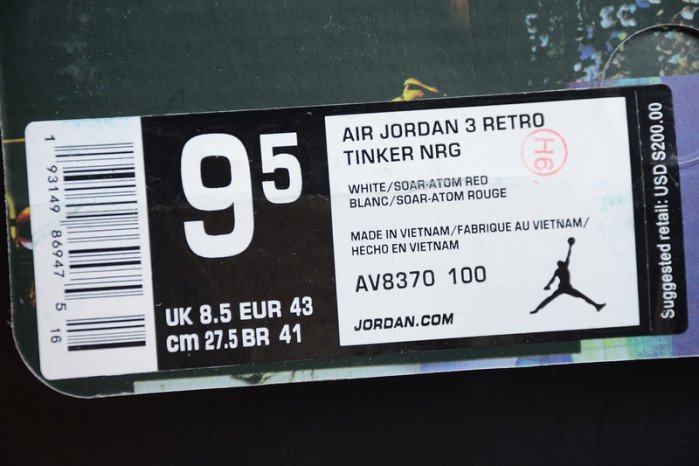 1 93149 86947 5 16
9.5
UK 8.5 EUR 43
cm 27.5 BR 41
AIR JORDAN 3 RETRO
TINKER NRG
H6
WHITE/SOAR-ATOM RED
BLANC/SOAR-ATOM ROUGE
MADE IN VIETNAM/FABRIQUE AU VIETNAM/
HECHO EN VIETNAM
AV8370 100
JORDAN.COM
Suggested retail: USD $200.00